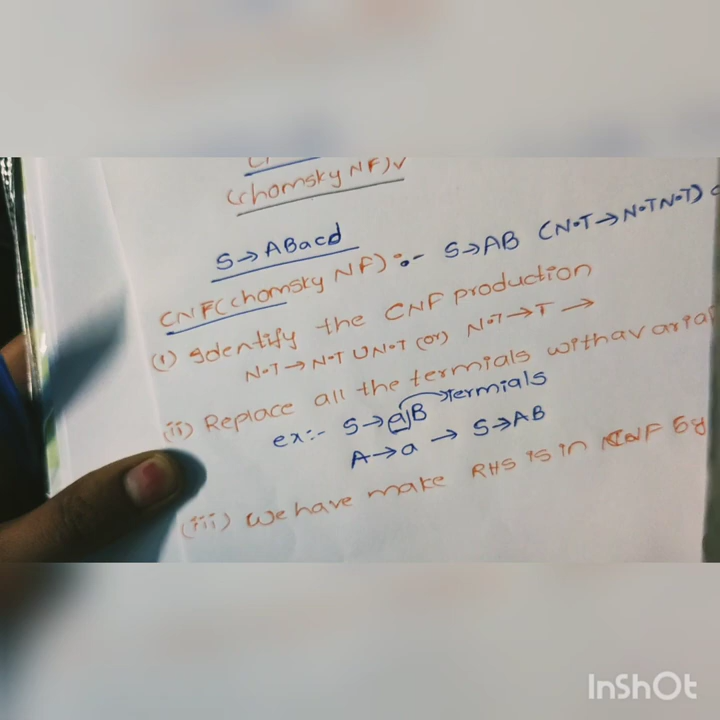 (chomsky NF)✓
S→ABacd
CNF(chomsky NF):- S→AB (N•T→N•TN•T)
(i) Identify the CNF production
N•T→N•T UN•T (or) N•T→T →
(ii) Replace all the termials with a
ex:- S→aB termials
A→a → S→AB
(iii) We have make RHS is in CNF by
InShOt